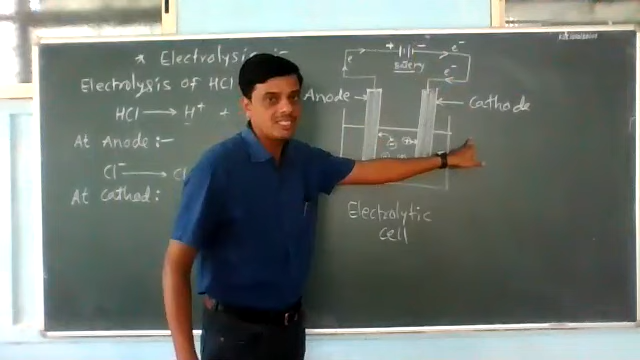 * Electrolysis :-
Electrolysis of HCl
HCl ⟶ H⁺ +
At Anode :-
Cl⁻ ⟶ Cl
At Cathod :
+ −
Battery
e⁻
e⁻
e
Anode →
← Cathode
Electrolytic
cell